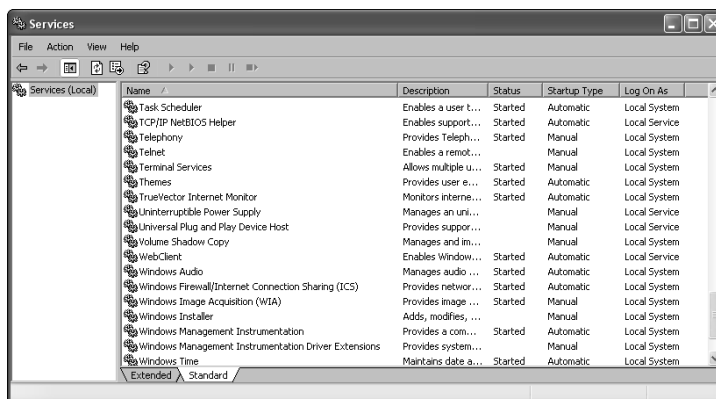 Services
File Action View Help
Services (Local)
Name Description Status Startup Type Log On As
Task Scheduler Enables a user t... Started Automatic Local System
TCP/IP NetBIOS Helper Enables support... Started Automatic Local Service
Telephony Provides Teleph... Started Manual Local System
Telnet Enables a remot... Manual Local System
Terminal Services Allows multiple u... Started Manual Local System
Themes Provides user e... Started Automatic Local System
TrueVector Internet Monitor Monitors interne... Started Automatic Local System
Uninterruptible Power Supply Manages an uni... Manual Local Service
Universal Plug and Play Device Host Provides suppor... Manual Local Service
Volume Shadow Copy Manages and im... Manual Local System
WebClient Enables Window... Started Automatic Local Service
Windows Audio Manages audio ... Started Automatic Local System
Windows Firewall/Internet Connection Sharing (ICS) Provides networ... Started Automatic Local System
Windows Image Acquisition (WIA) Provides image ... Started Manual Local System
Windows Installer Adds, modifies, ... Manual Local System
Windows Management Instrumentation Provides a com... Started Automatic Local System
Windows Management Instrumentation Driver Extensions Provides system... Manual Local System
Windows Time Maintains date a... Started Automatic Local System
Extended Standard